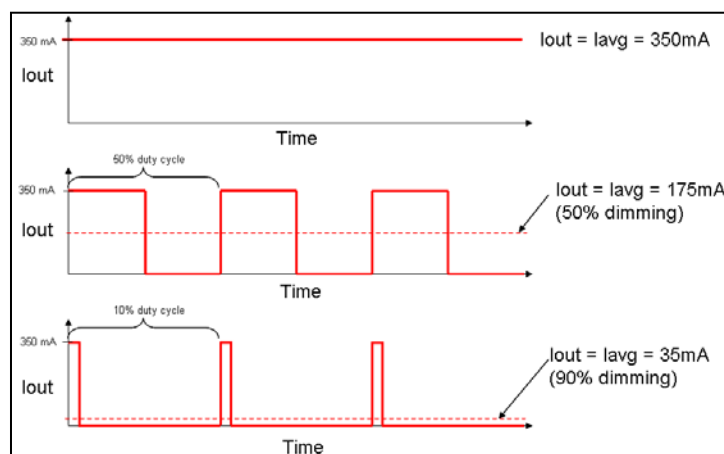 350 mA
Iout
Time
Iout = Iavg = 350mA
50% duty cycle
350 mA
Iout
Time
Iout = Iavg = 175mA
(50% dimming)
10% duty cycle
350 mA
Iout
Time
Iout = Iavg = 35mA
(90% dimming)